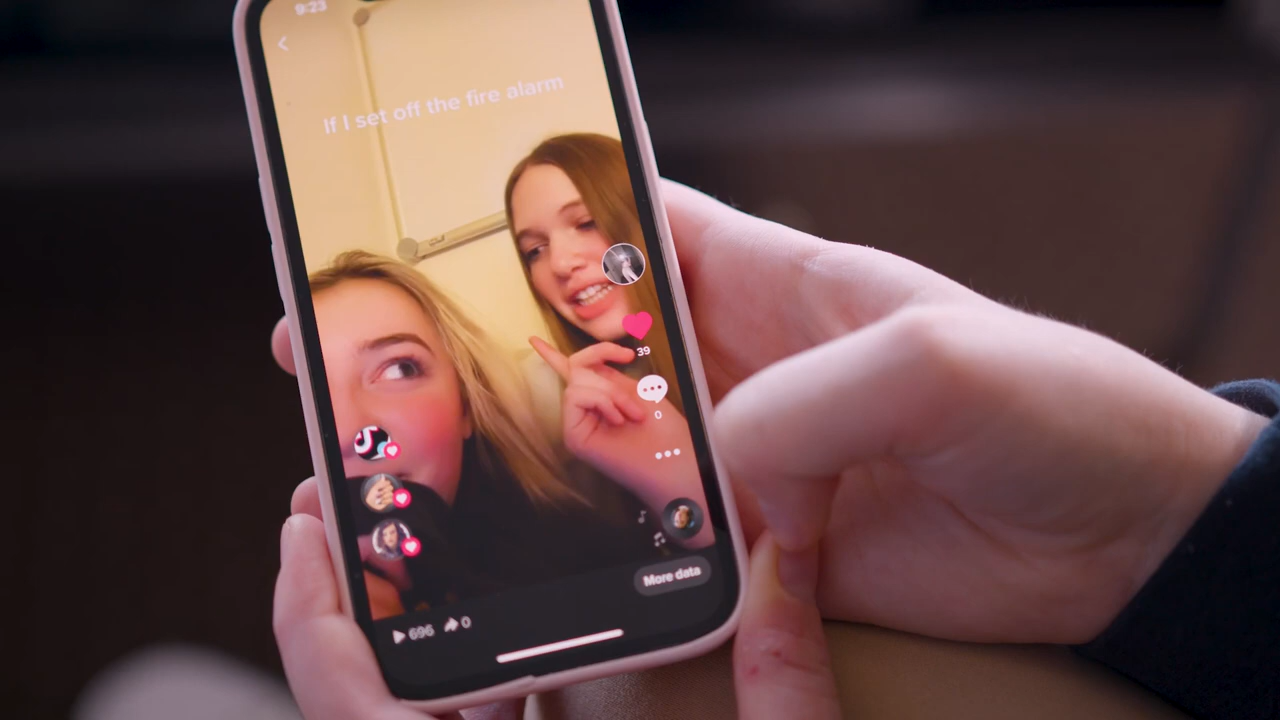 9:23
If I set off the fire alarm
39
0
More data
696
0